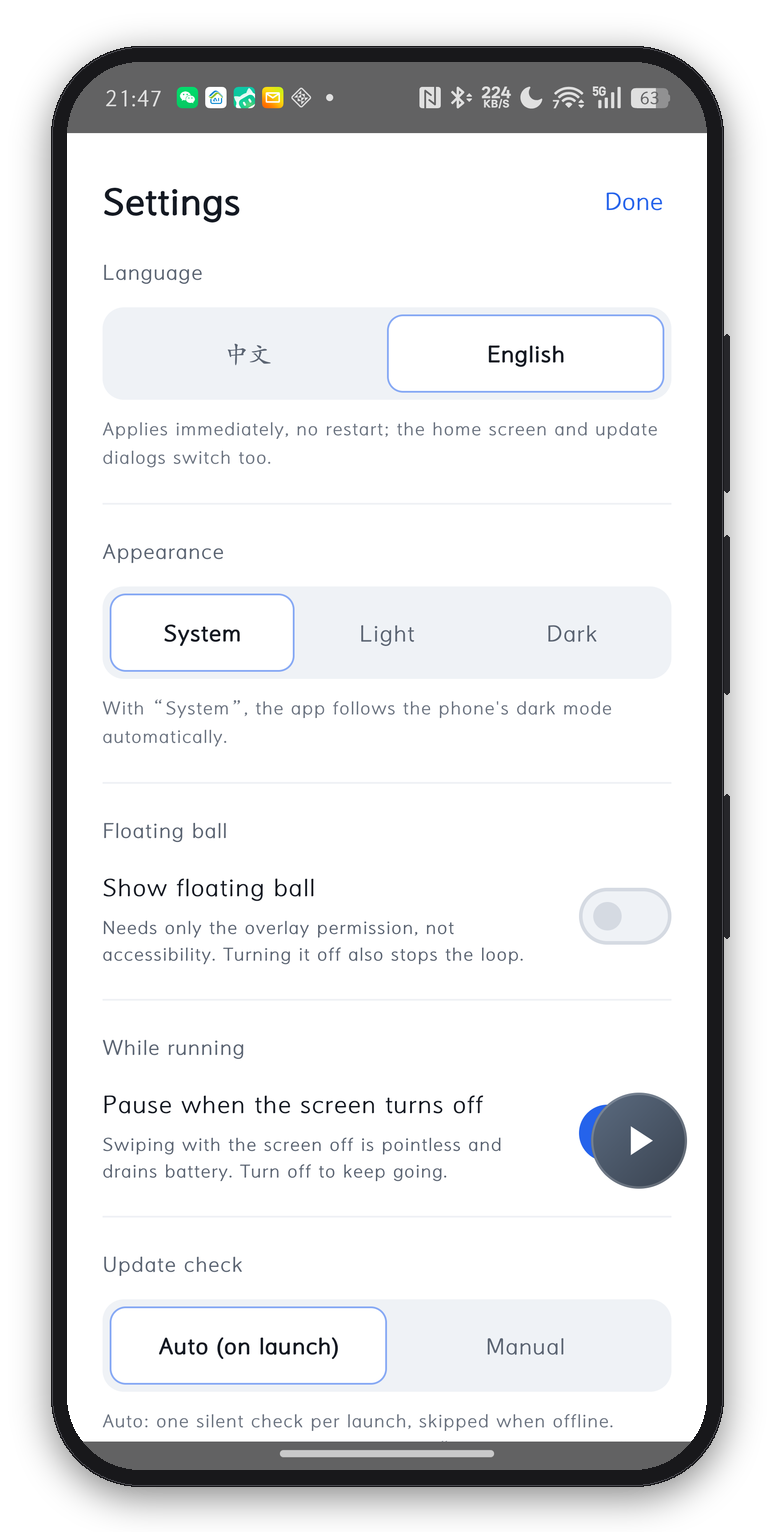 21:47
224
KB/S
7
5G
63
Settings
Done
Language
中文
English
Applies immediately, no restart; the home screen and update
dialogs switch too.
Appearance
System
Light
Dark
With “System”, the app follows the phone's dark mode
automatically.
Floating ball
Show floating ball
Needs only the overlay permission, not
accessibility. Turning it off also stops the loop.
While running
Pause when the screen turns off
Swiping with the screen off is pointless and
drains battery. Turn off to keep going.
Update check
Auto (on launch)
Manual
Auto: one silent check per launch, skipped when offline.